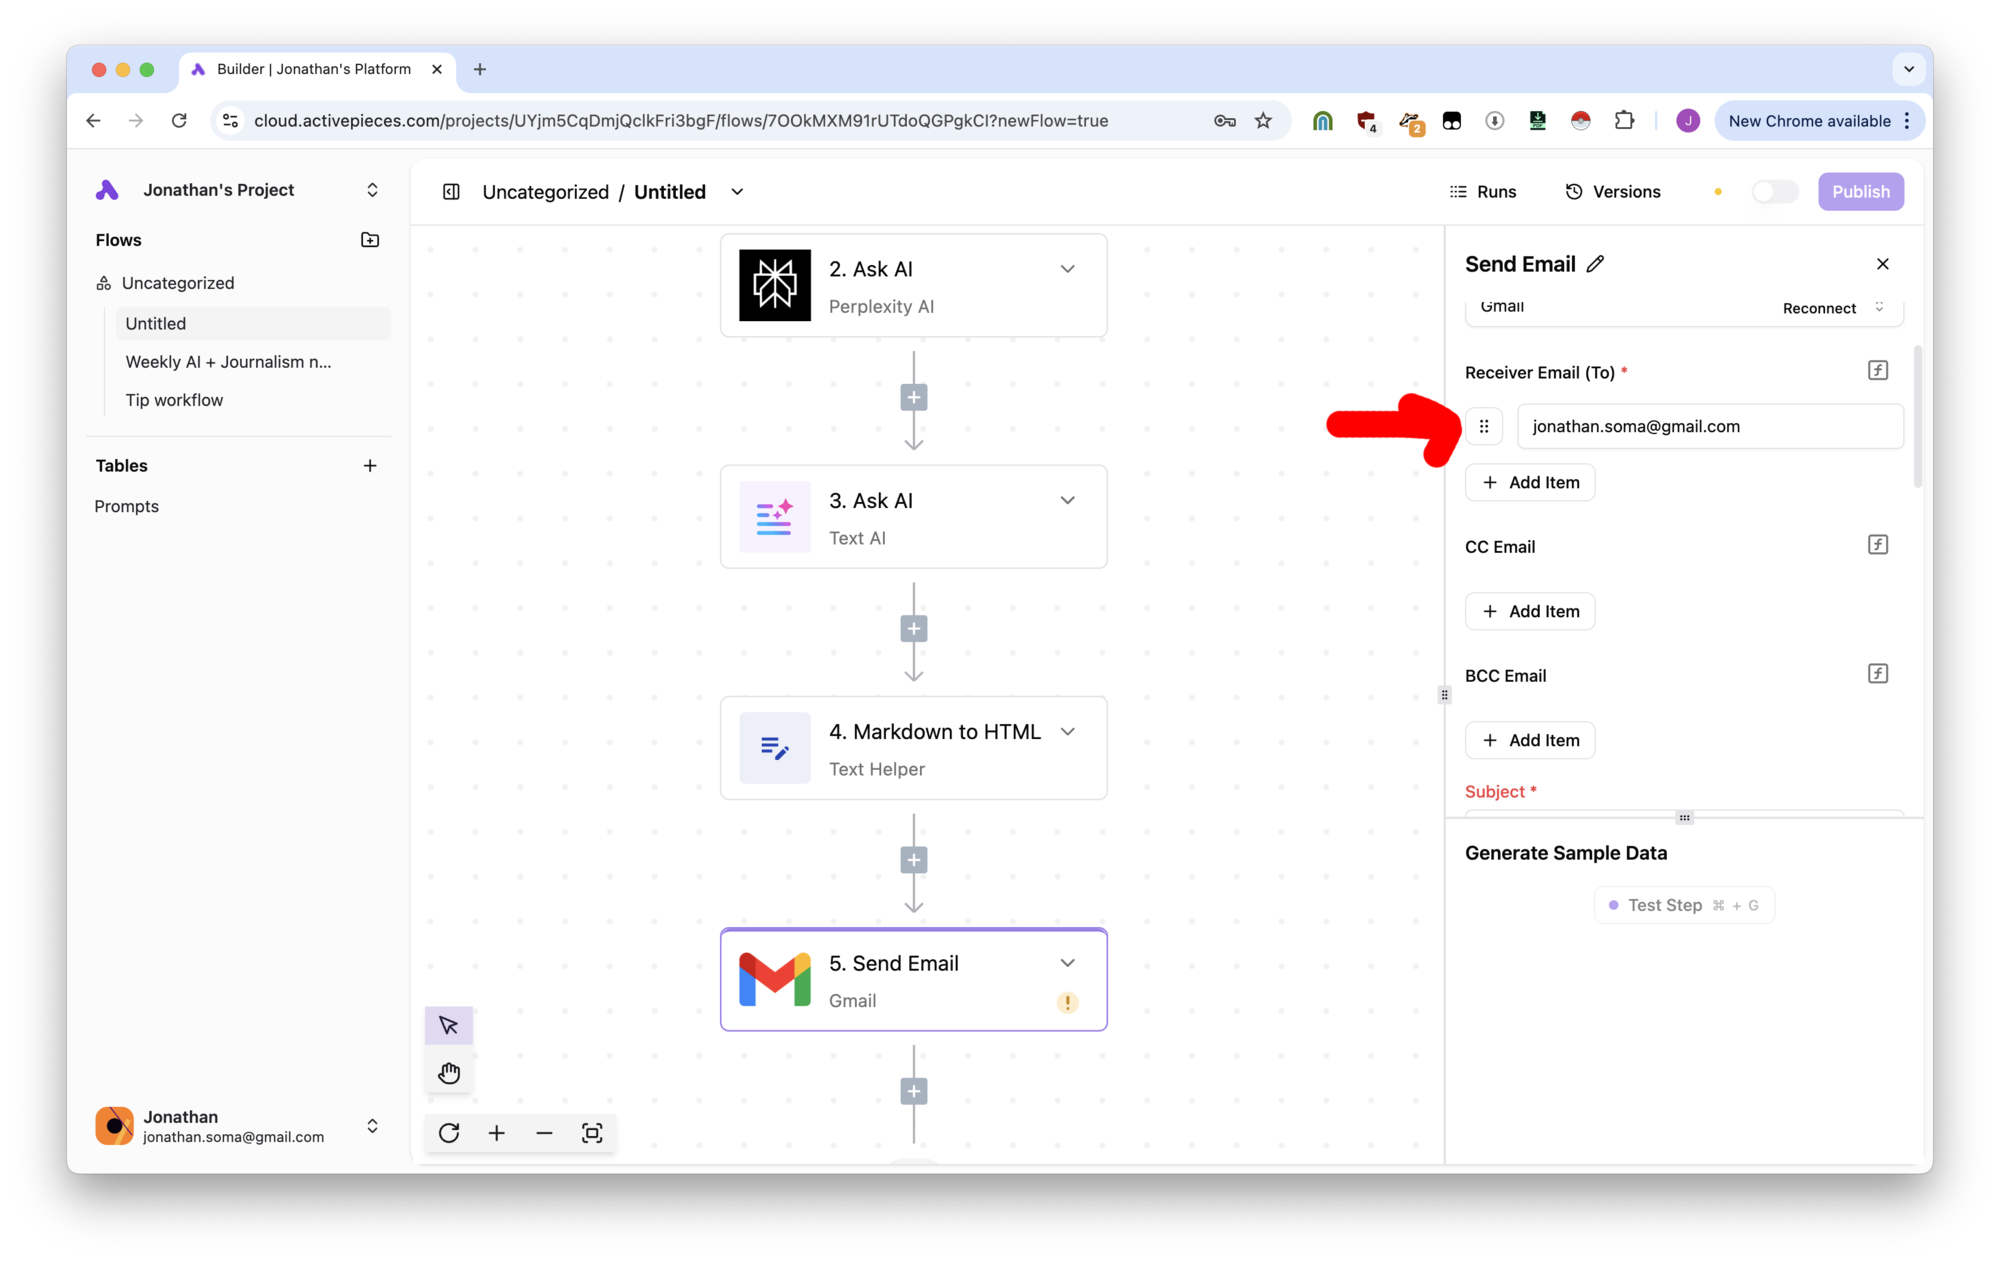 Builder | Jonathan's Platform
cloud.activepieces.com/projects/UYjm5CqDmjQclkFri3bgF/flows/7OOkMXM91rUTdoQGPgkCl?newFlow=true
4
2
J
New Chrome available
Jonathan's Project
Flows
Uncategorized
Untitled
Weekly AI + Journalism n...
Tip workflow
Tables
Prompts
Jonathan
jonathan.soma@gmail.com
Uncategorized / Untitled
Runs
Versions
Publish
2. Ask AI
Perplexity AI
3. Ask AI
Text AI
4. Markdown to HTML
Text Helper
5. Send Email
Gmail
!
Send Email
Gmail
Reconnect
Receiver Email (To) *
jonathan.soma@gmail.com
+ Add Item
CC Email
+ Add Item
BCC Email
+ Add Item
Subject *
Generate Sample Data
Test Step ⌘ + G